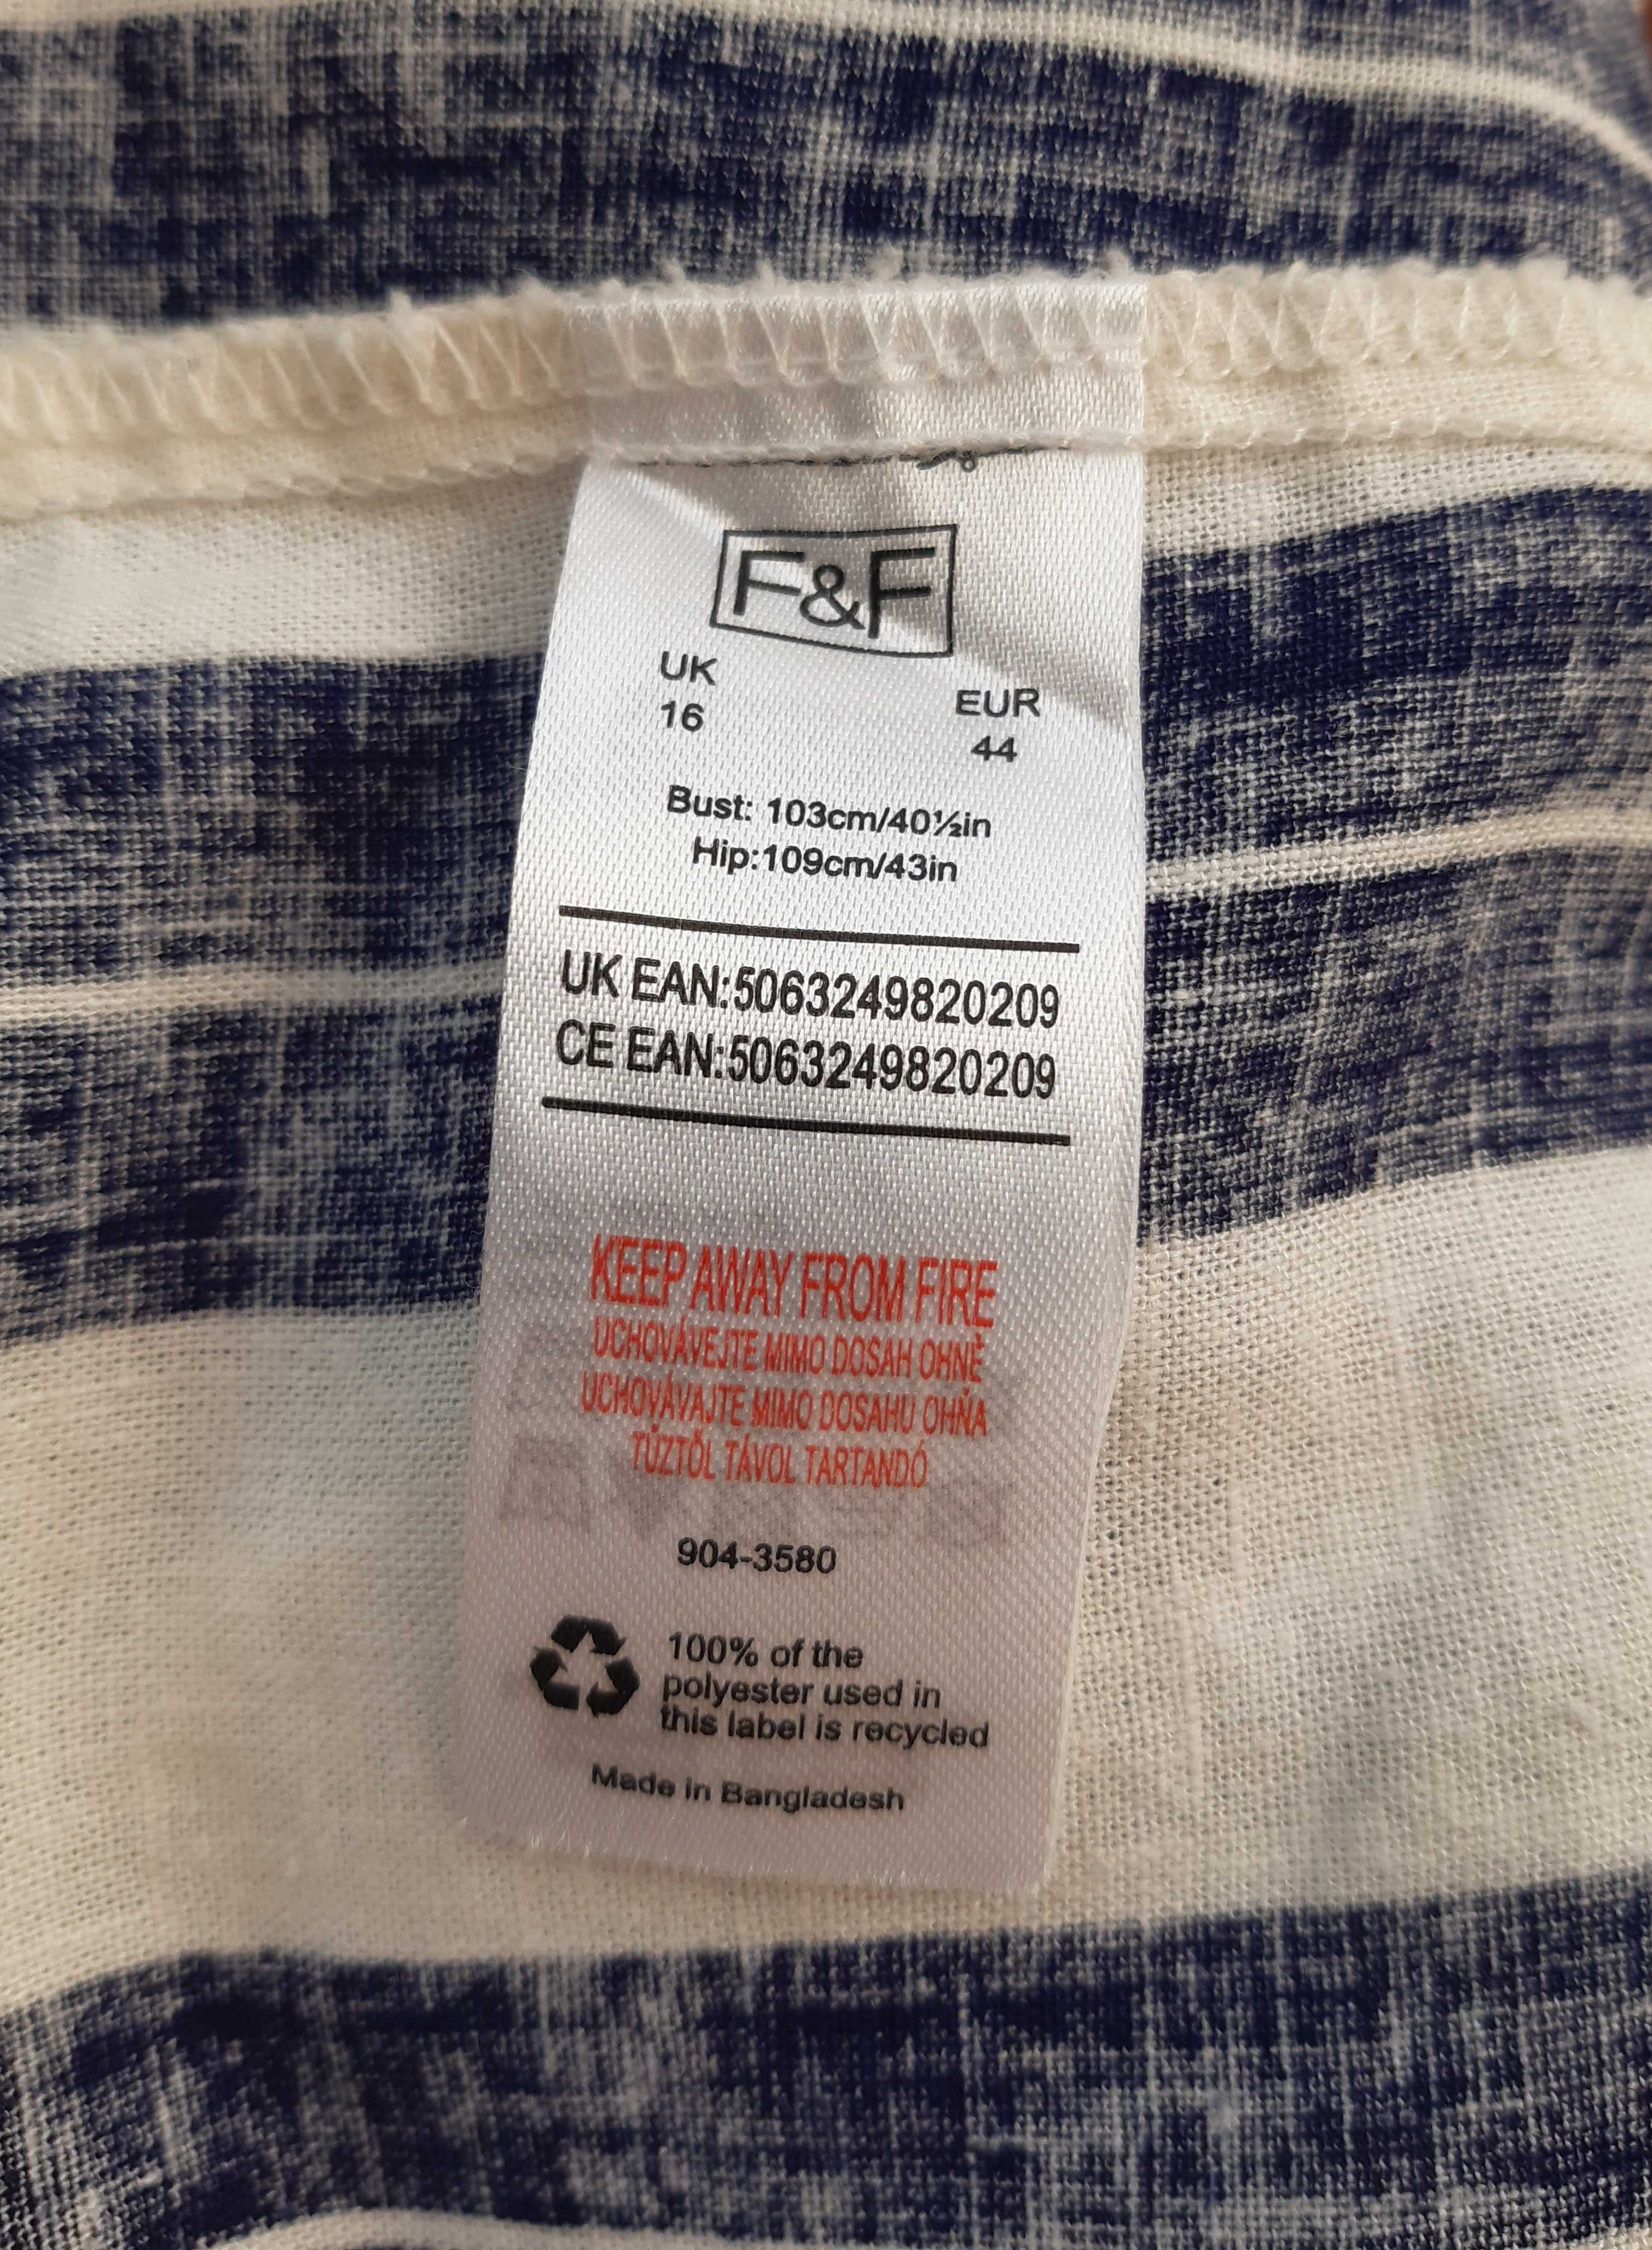 F&F
UK
16
EUR
44
Bust: 103cm/40½in
Hip:109cm/43in
UK EAN:5063249820209
CE EAN:5063249820209
KEEP AWAY FROM FIRE
UCHOVÁVEJTE MIMO DOSAH OHNĚ
UCHOVÁVAJTE MIMO DOSAHU OHŇA
TŰZTŐL TÁVOL TARTANDÓ
904-3580
100% of the
polyester used in
this label is recycled
Made in Bangladesh